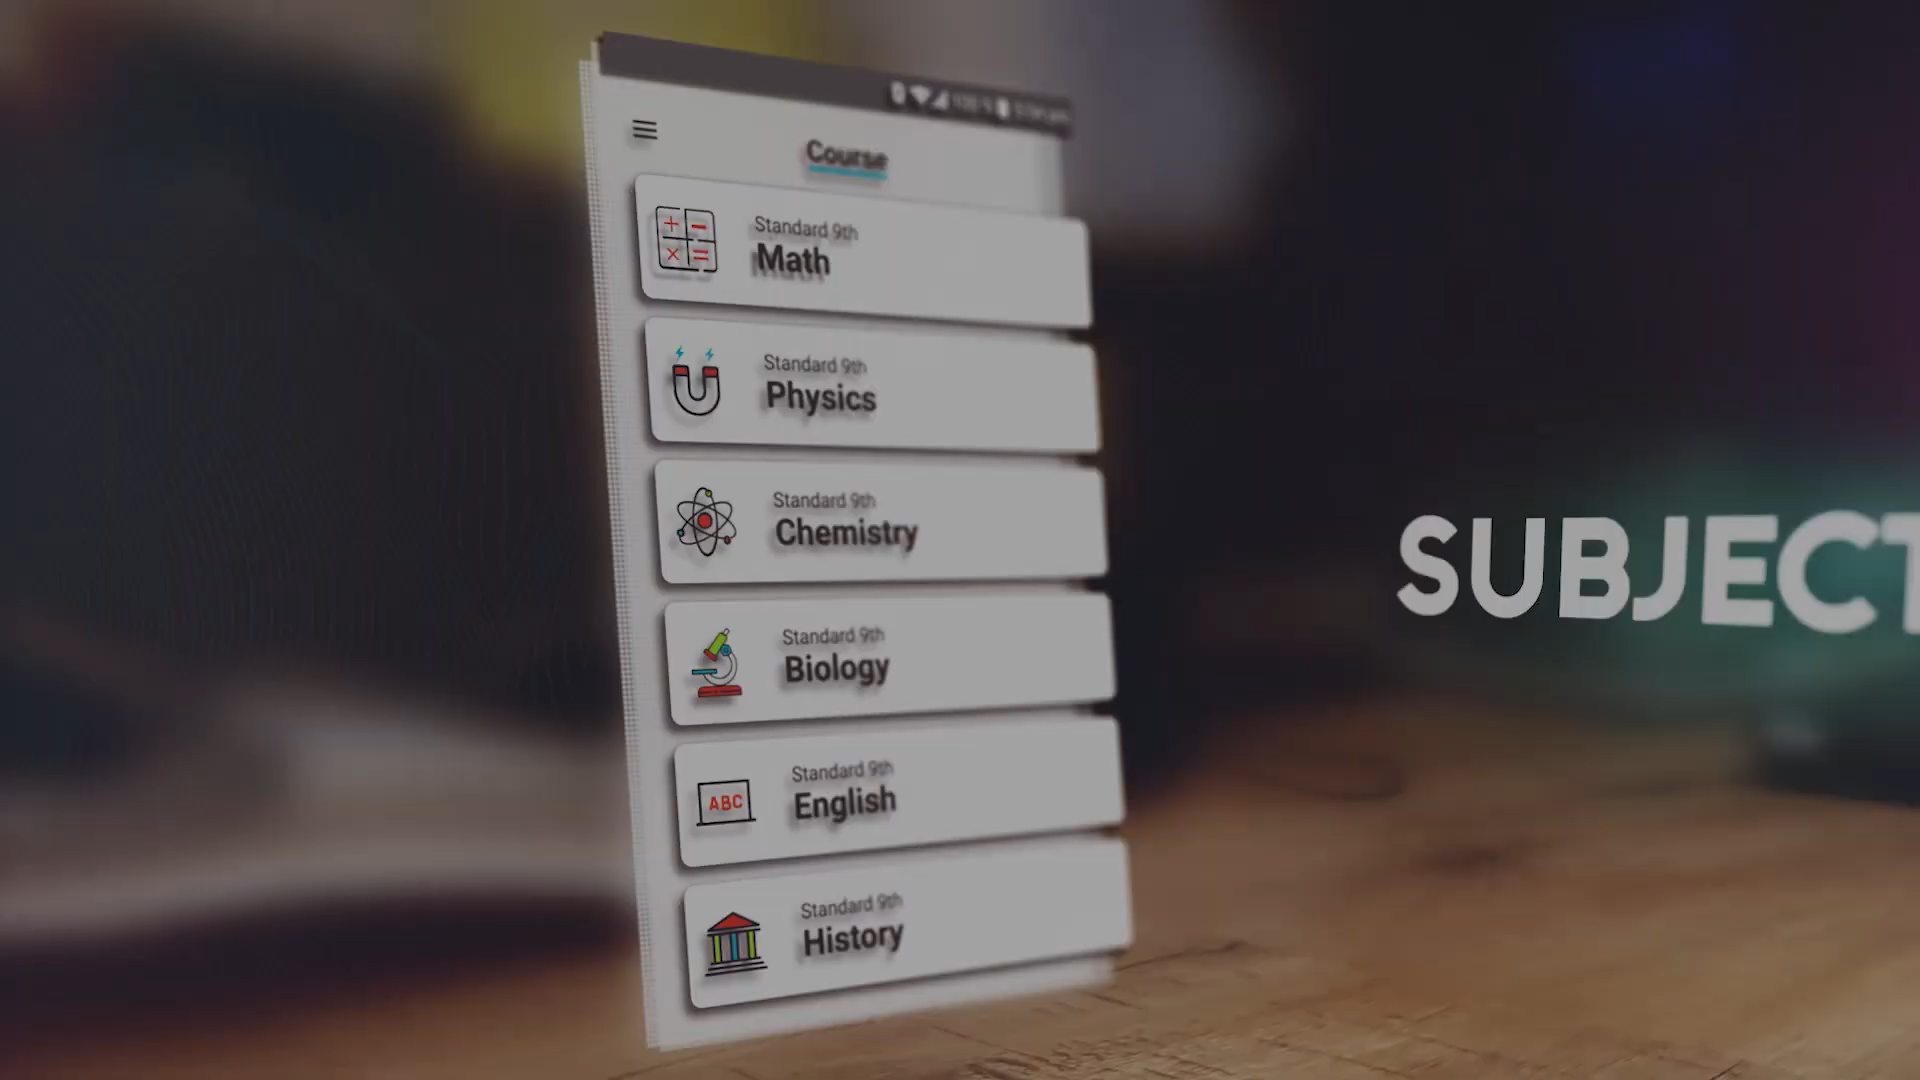 Course
Standard 9th
Math
Standard 9th
Physics
Standard 9th
Chemistry
Standard 9th
Biology
ABC
Standard 9th
English
Standard 9th
History
SUBJECT